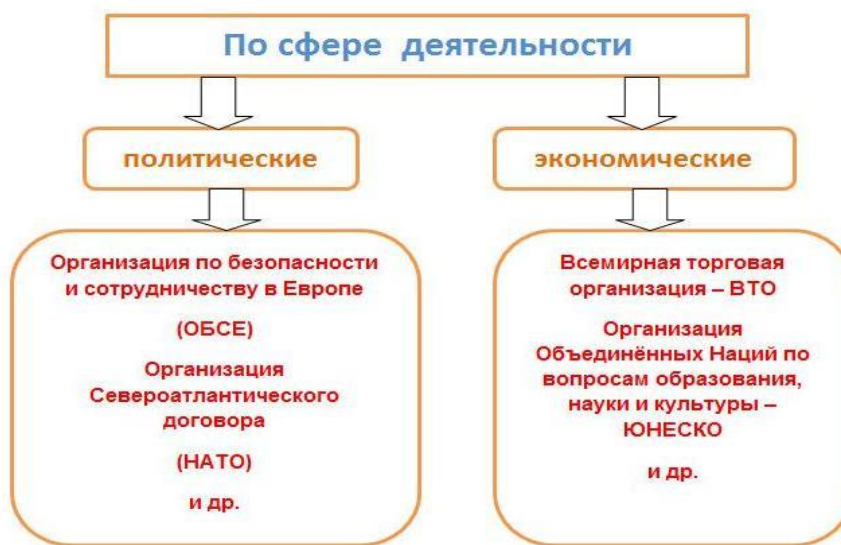 По сфере деятельности
политические
экономические
Организация по безопасности
и сотрудничеству в Европе
(ОБСЕ)
Организация
Североатлантического
договора
(НАТО)
и др.
Всемирная торговая
организация – ВТО
Организация
Объединённых Наций по
вопросам образования,
науки и культуры –
ЮНЕСКО
и др.